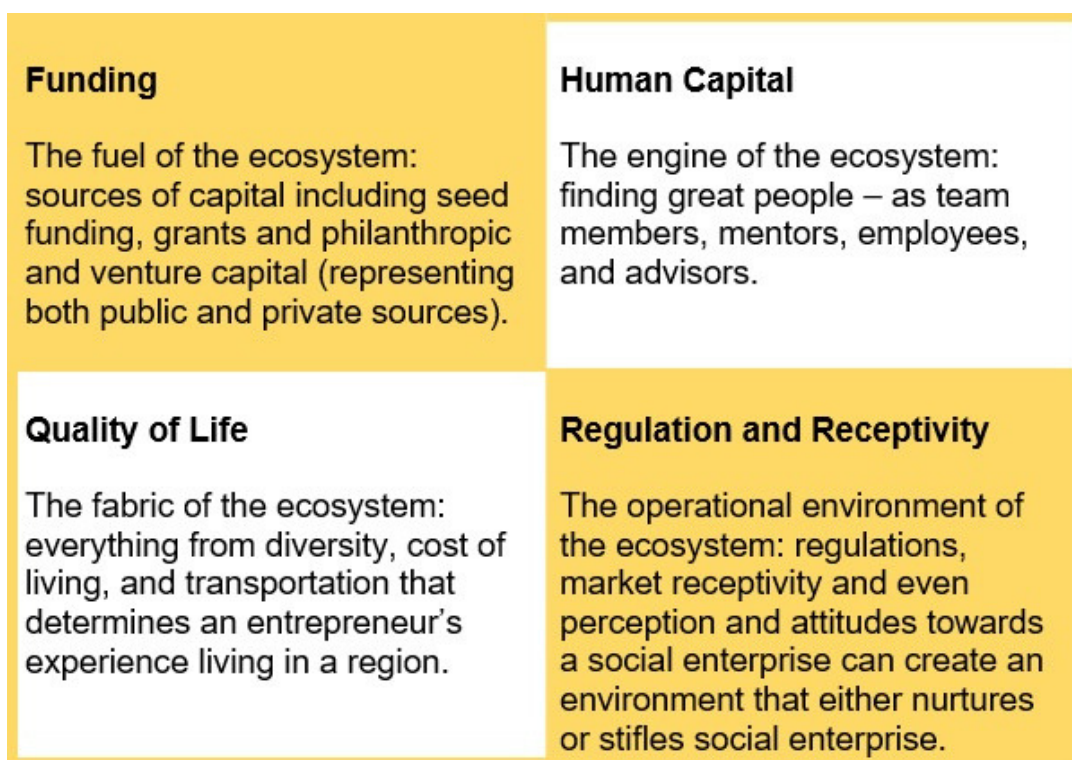 Funding
The fuel of the ecosystem:
sources of capital including seed
funding, grants and philanthropic
and venture capital (representing
both public and private sources).
Human Capital
The engine of the ecosystem:
finding great people – as team
members, mentors, employees,
and advisors.
Quality of Life
The fabric of the ecosystem:
everything from diversity, cost of
living, and transportation that
determines an entrepreneur’s
experience living in a region.
Regulation and Receptivity
The operational environment of
the ecosystem: regulations,
market receptivity and even
perception and attitudes towards
a social enterprise can create an
environment that either nurtures
or stifles social enterprise.